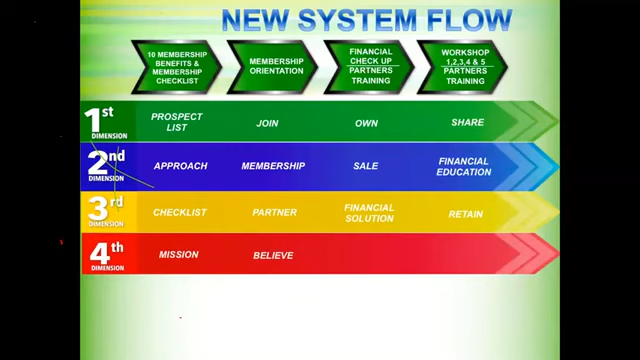 NEW SYSTEM FLOW
10 MEMBERSHIP
BENEFITS &
MEMBERSHIP
CHECKLIST
MEMBERSHIP
ORIENTATION
FINANCIAL
CHECK UP
PARTNERS
TRAINING
WORKSHOP
1,2,3,4 & 5
PARTNERS
TRAINING
1st
DIMENSION
PROSPECT
LIST
JOIN
OWN
SHARE
2nd
DIMENSION
APPROACH
MEMBERSHIP
SALE
FINANCIAL
EDUCATION
3rd
DIMENSION
CHECKLIST
PARTNER
FINANCIAL
SOLUTION
RETAIN
4th
DIMENSION
MISSION
BELIEVE